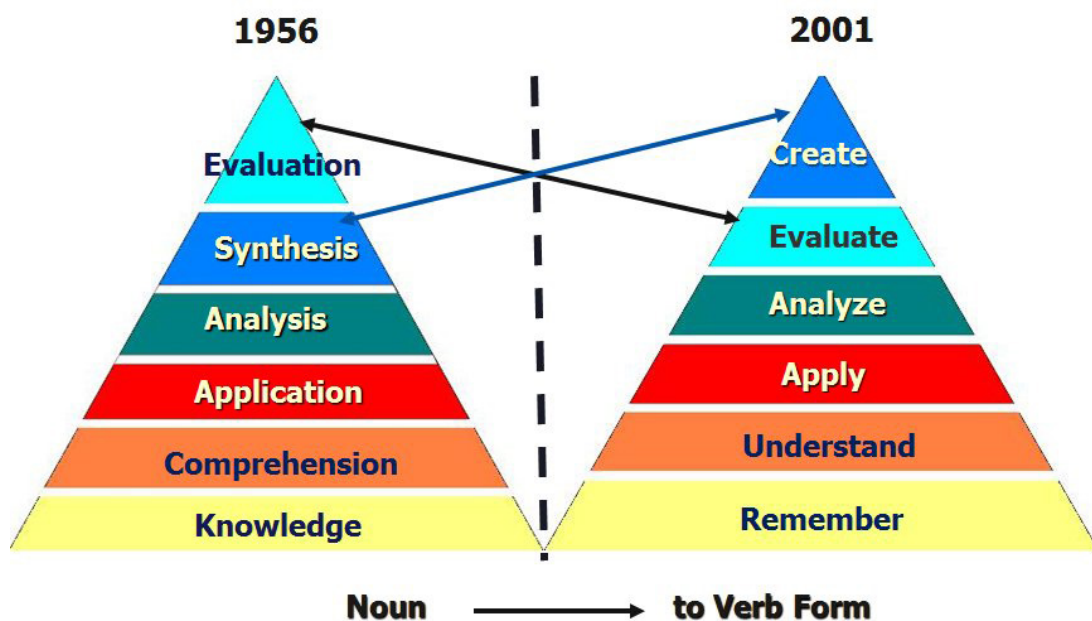 1956
2001
Evaluation
Synthesis
Analysis
Application
Comprehension
Knowledge
Create
Evaluate
Analyze
Apply
Understand
Remember
Noun
to Verb Form